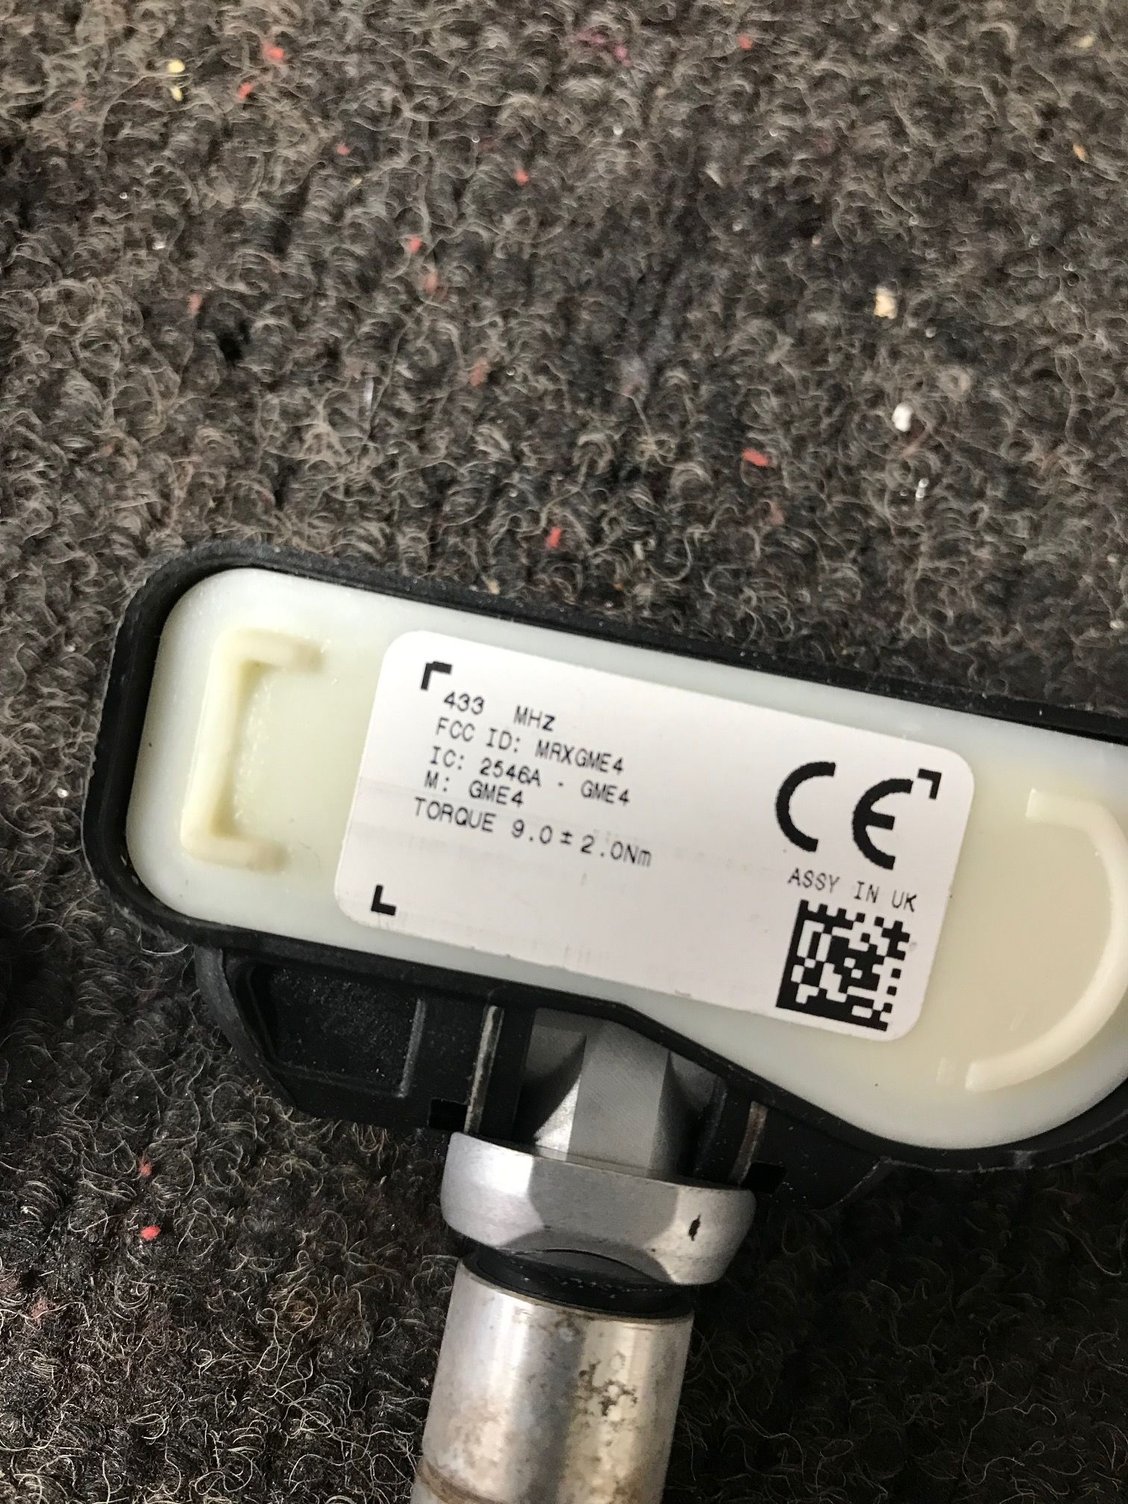 433 MHz
FCC ID: MRXGME4
IC: 2546A - GME4
M: GME4
TORQUE 9.0 ± 2.0Nm
CE
ASSY IN UK